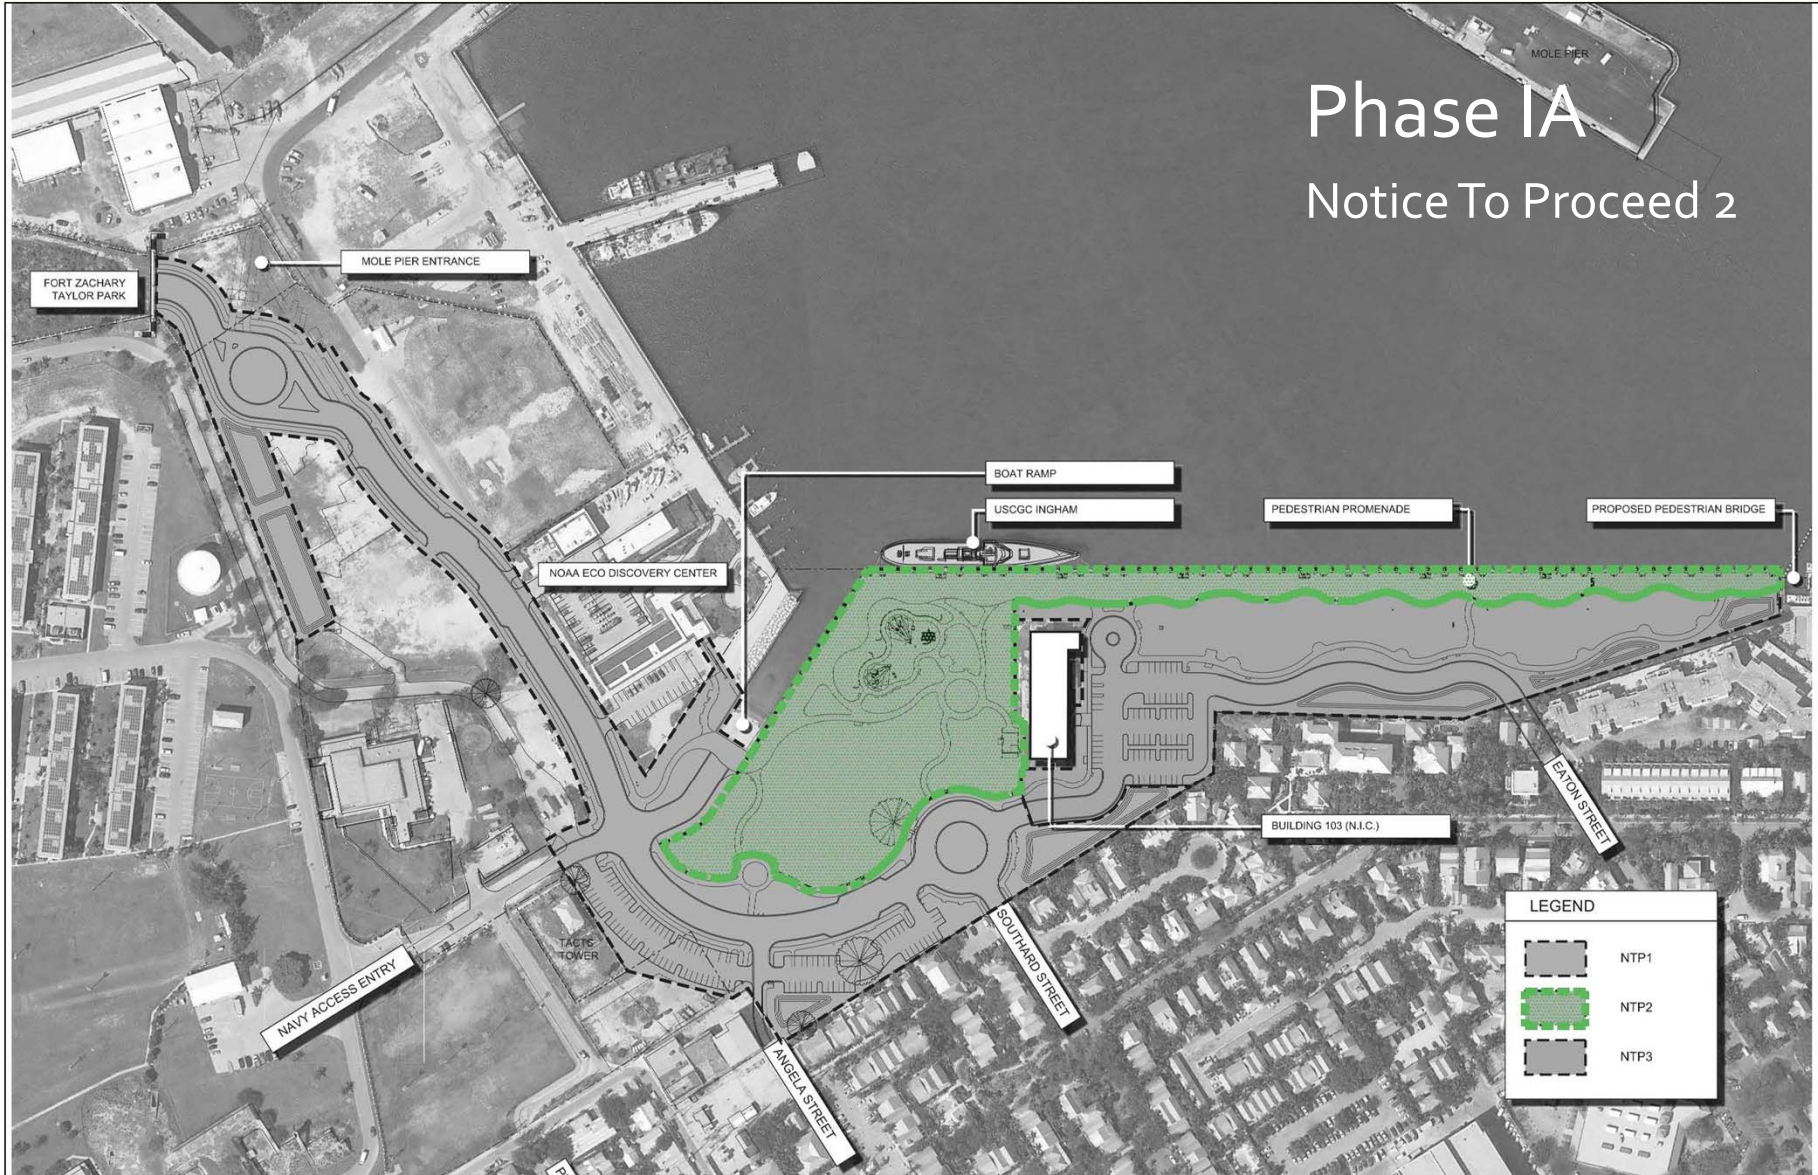 MOLE PIER
Phase IA
Notice To Proceed 2
MOLE PIER ENTRANCE
FORT ZACHARY
TAYLOR PARK
BOAT RAMP
USCGC INGHAM
PEDESTRIAN PROMENADE
PROPOSED PEDESTRIAN BRIDGE
NOAA ECO DISCOVERY CENTER
EATON STREET
BUILDING 103 (N.I.C.)
LEGEND
NTP1
NTP2
NTP3
SOUTHARD STREET
TACTS
TOWER
NAVY ACCESS ENTRY
ANGELA STREET